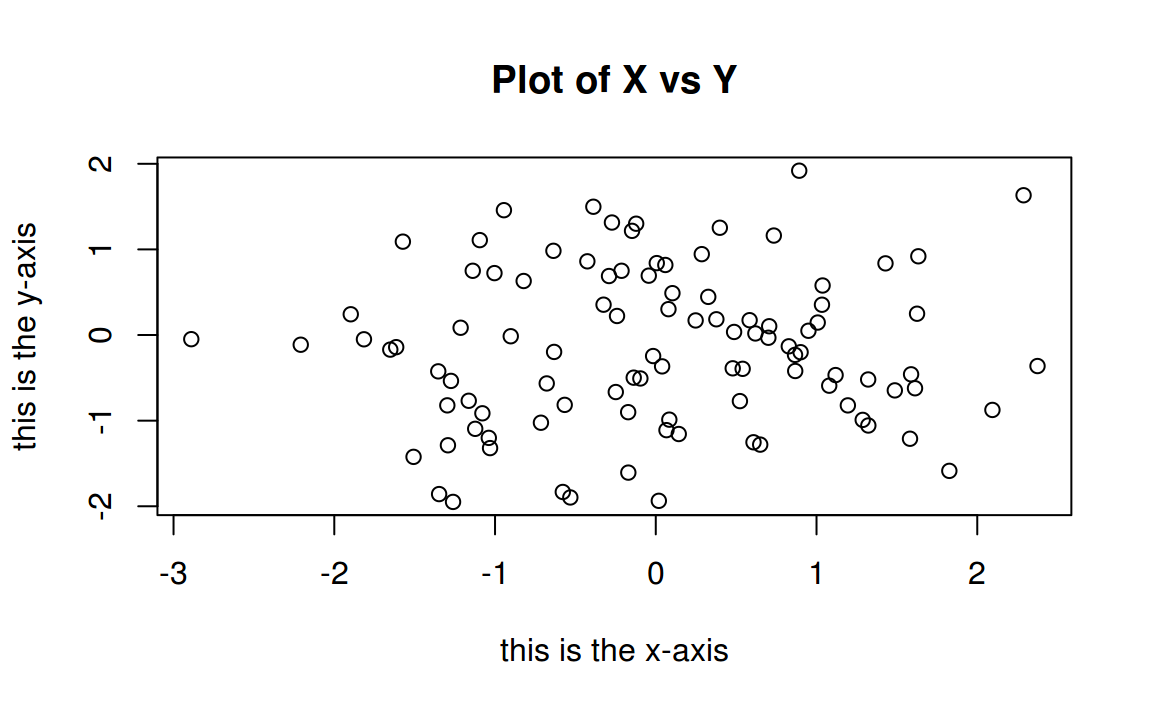 Plot of X vs Y
this is the y-axis
2
1
0
-1
-2
-3 -2 -1 0 1 2
this is the x-axis